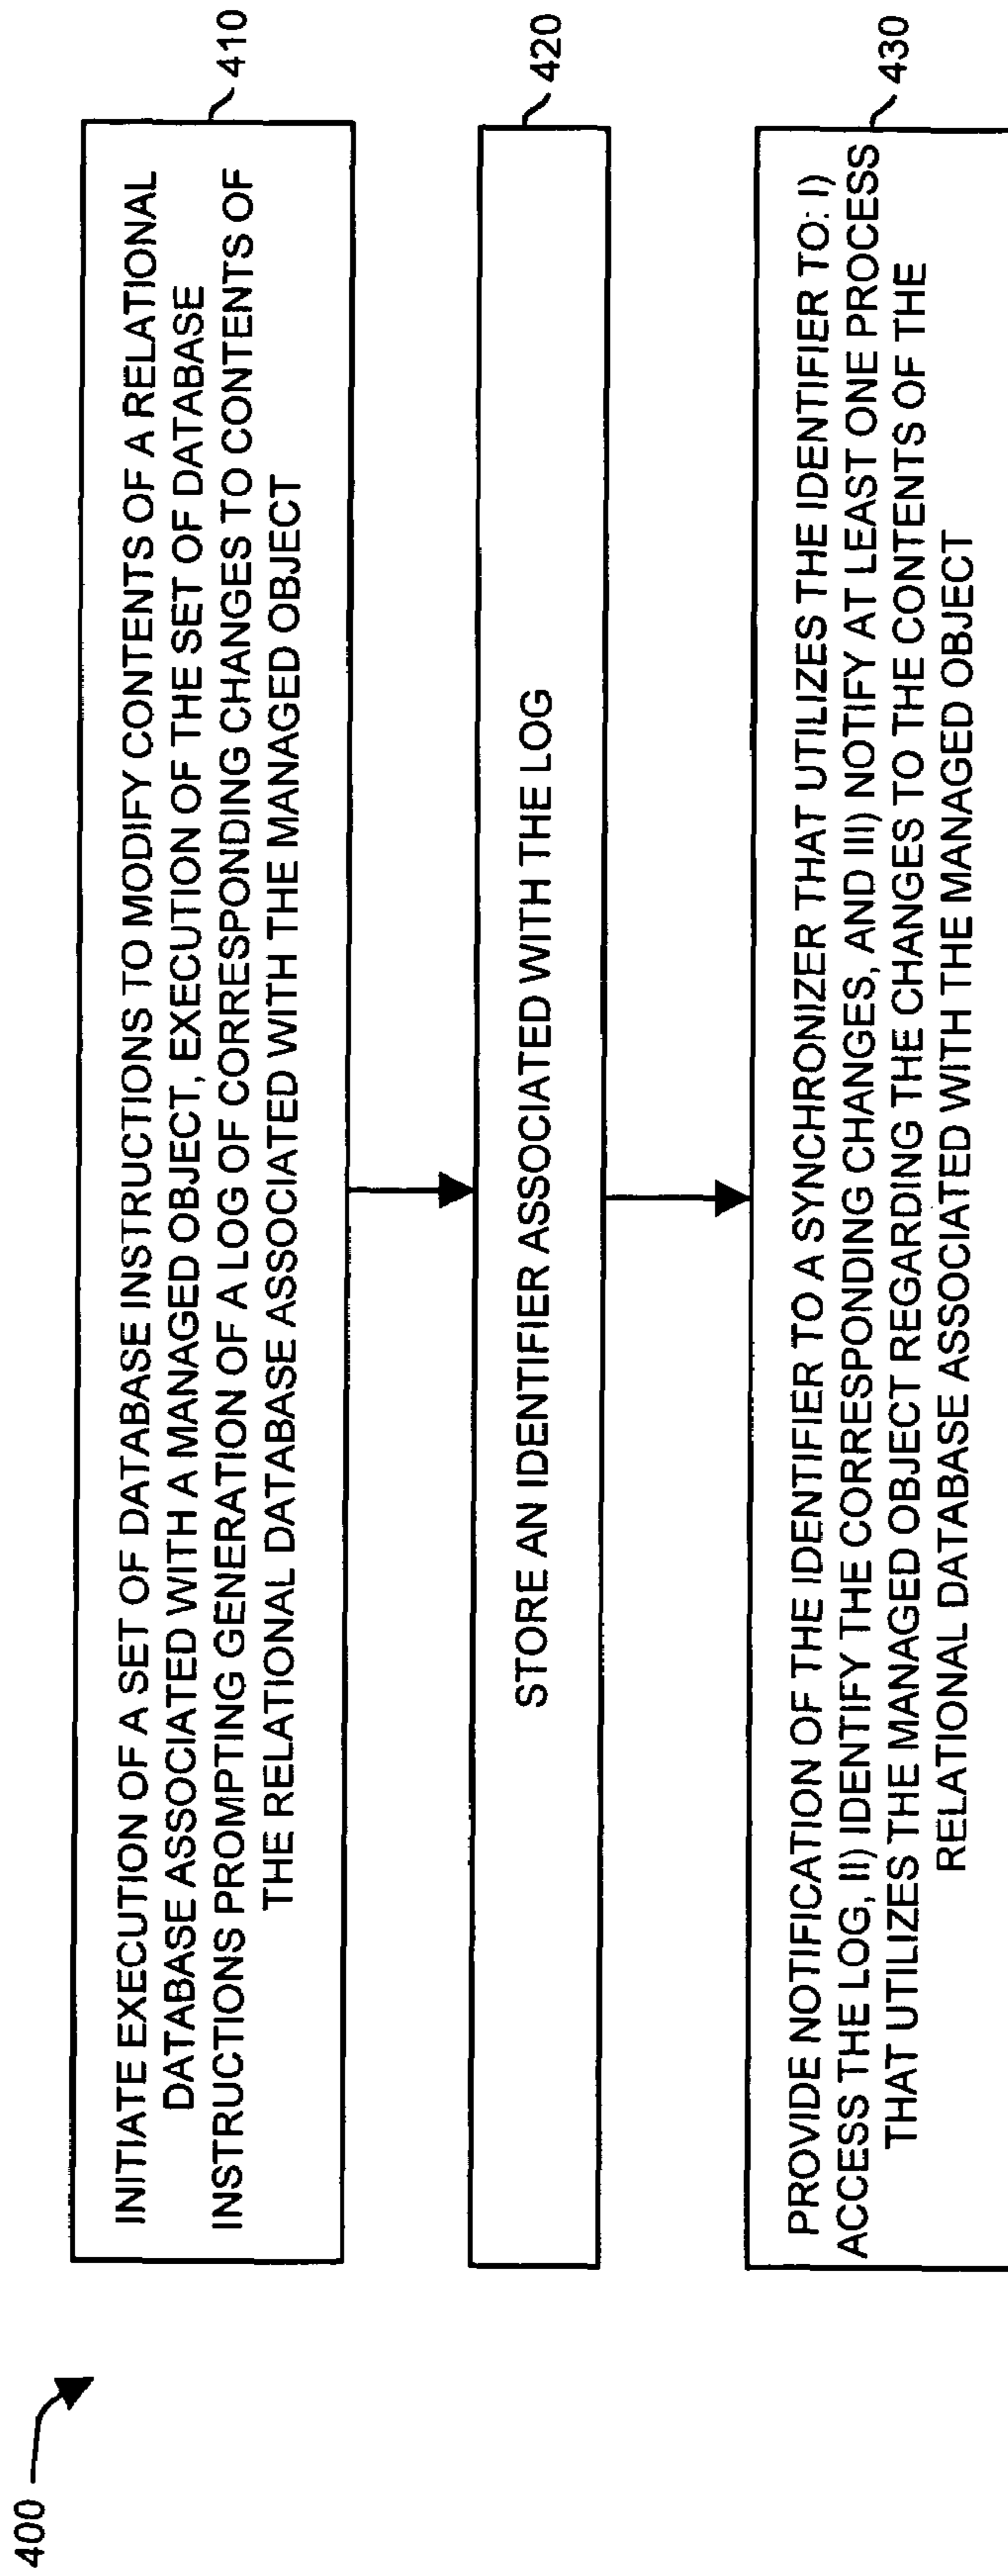 400
INITIATE EXECUTION OF A SET OF DATABASE INSTRUCTIONS TO MODIFY CONTENTS OF A RELATIONAL
DATABASE ASSOCIATED WITH A MANAGED OBJECT, EXECUTION OF THE SET OF DATABASE
INSTRUCTIONS PROMPTING GENERATION OF A LOG OF CORRESPONDING CHANGES TO CONTENTS OF
THE RELATIONAL DATABASE ASSOCIATED WITH THE MANAGED OBJECT
410
STORE AN IDENTIFIER ASSOCIATED WITH THE LOG
420
PROVIDE NOTIFICATION OF THE IDENTIFIER TO A SYNCHRONIZER THAT UTILIZES THE IDENTIFIER TO: I)
ACCESS THE LOG, II) IDENTIFY THE CORRESPONDING CHANGES, AND III) NOTIFY AT LEAST ONE PROCESS
THAT UTILIZES THE MANAGED OBJECT REGARDING THE CHANGES TO THE CONTENTS OF THE
RELATIONAL DATABASE ASSOCIATED WITH THE MANAGED OBJECT
430